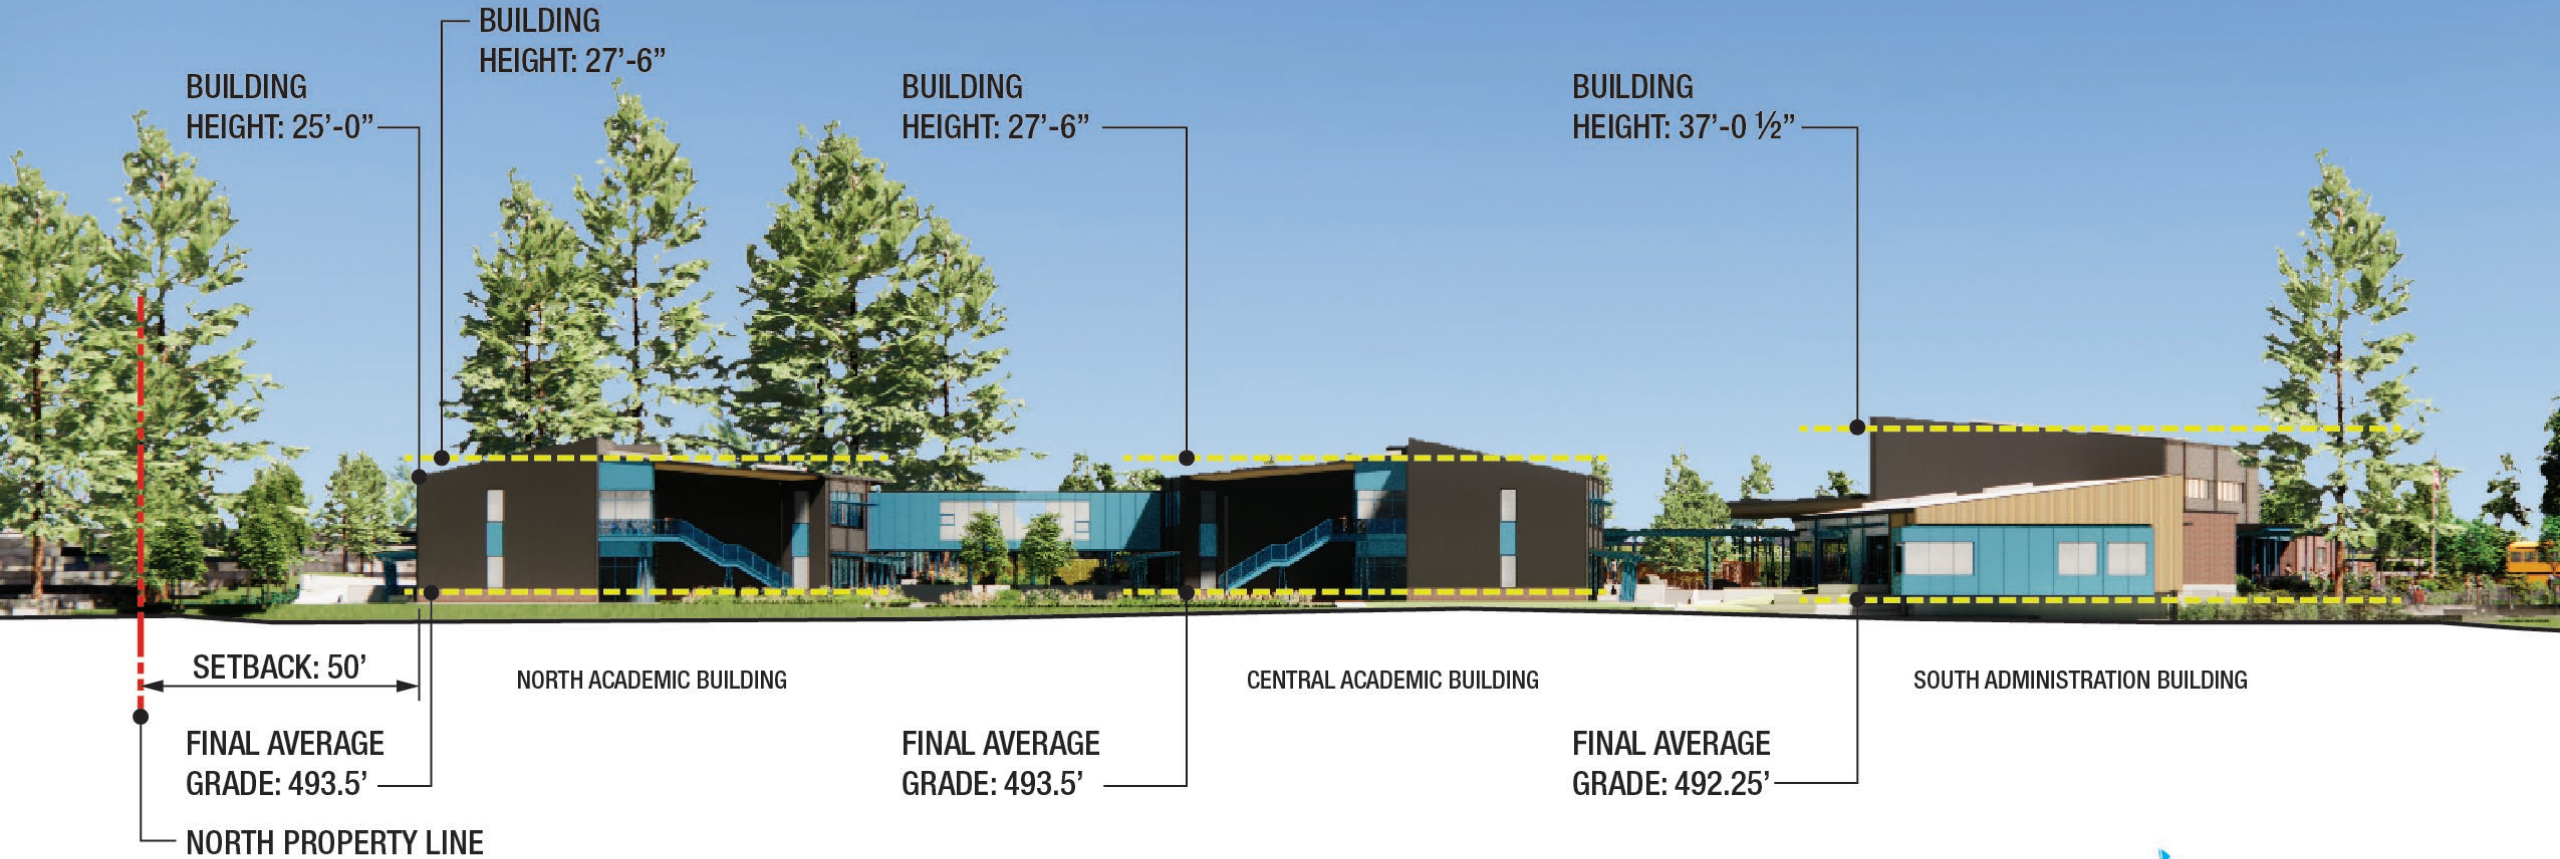 BUILDING
HEIGHT: 27’-6”
BUILDING
HEIGHT: 25’-0”
BUILDING
HEIGHT: 27’-6”
BUILDING
HEIGHT: 37’-0 ½”
SETBACK: 50’
NORTH ACADEMIC BUILDING
CENTRAL ACADEMIC BUILDING
SOUTH ADMINISTRATION BUILDING
FINAL AVERAGE
GRADE: 493.5’
FINAL AVERAGE
GRADE: 493.5’
FINAL AVERAGE
GRADE: 492.25’
NORTH PROPERTY LINE